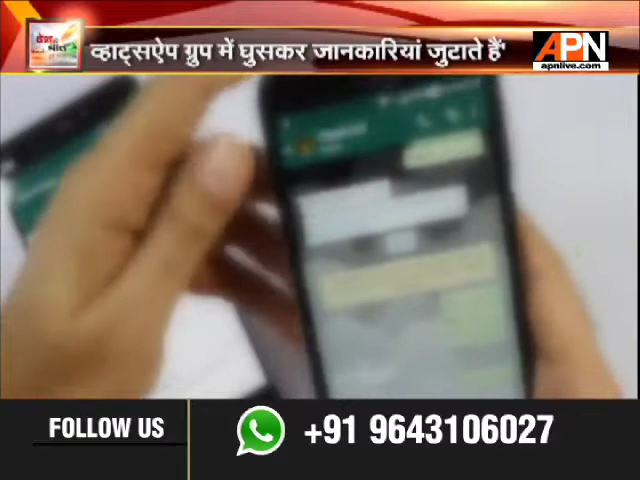 व्हाट्सऐप ग्रुप में घुसकर जानकारियां जुटाते हैं'
APN
apnlive.com
FOLLOW US
+91 9643106027